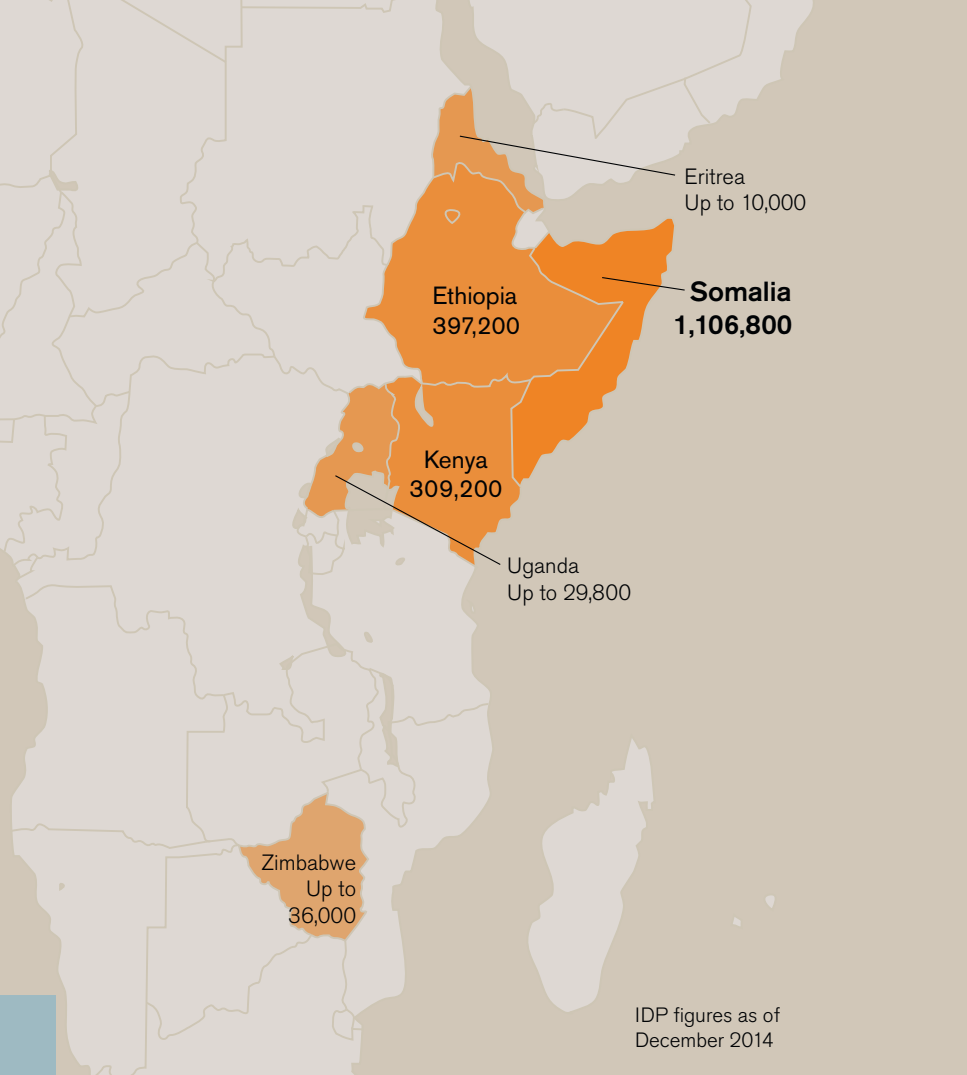 Eritrea
Up to 10,000
Somalia
1,106,800
Ethiopia
397,200
Kenya
309,200
Uganda
Up to 29,800
Zimbabwe
Up to
36,000
IDP figures as of
December 2014